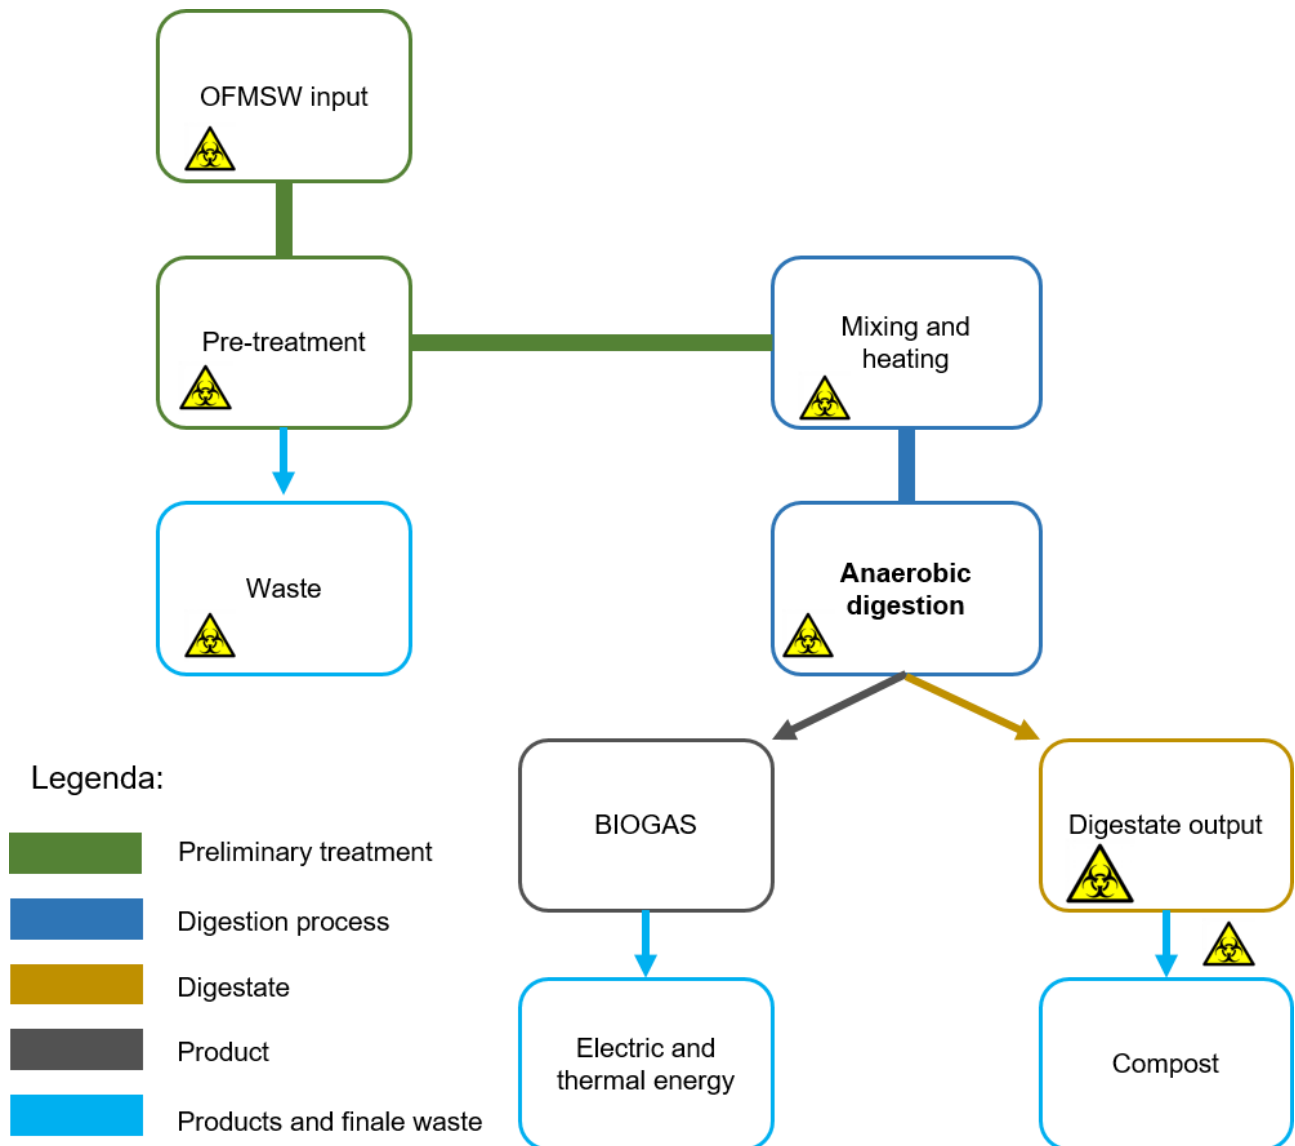 OFMSW input
Pre-treatment
Mixing and
heating
Waste
Anaerobic
digestion
BIOGAS
Digestate output
Electric and
thermal energy
Compost
Legenda:
Preliminary treatment
Digestion process
Digestate
Product
Products and finale waste